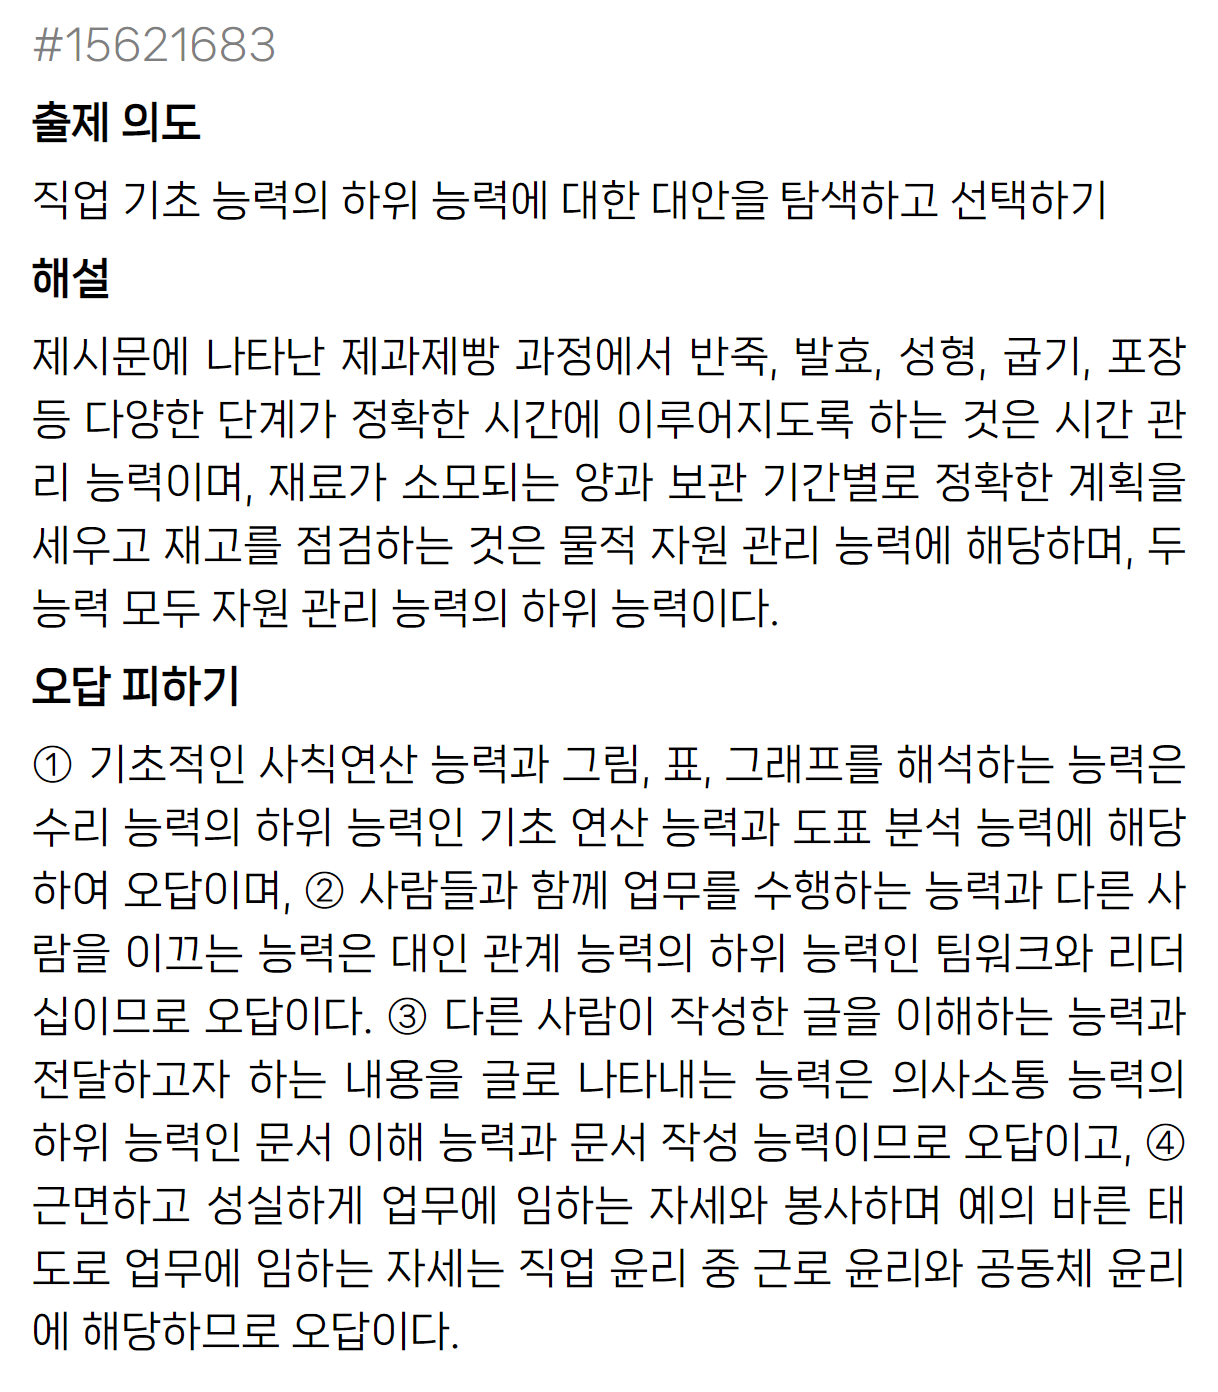 #15621683
출제 의도
직업 기초 능력의 하위 능력에 대한 대안을 탐색하고 선택하기
해설
제시문에 나타난 제과제빵 과정에서 반죽, 발효, 성형, 굽기, 포장
등 다양한 단계가 정확한 시간에 이루어지도록 하는 것은 시간 관
리 능력이며, 재료가 소모되는 양과 보관 기간별로 정확한 계획을
세우고 재고를 점검하는 것은 물적 자원 관리 능력에 해당하며, 두
능력 모두 자원 관리 능력의 하위 능력이다.
오답 피하기
① 기초적인 사칙연산 능력과 그림, 표, 그래프를 해석하는 능력은
수리 능력의 하위 능력인 기초 연산 능력과 도표 분석 능력에 해당
하여 오답이며, ② 사람들과 함께 업무를 수행하는 능력과 다른 사
람을 이끄는 능력은 대인 관계 능력의 하위 능력인 팀워크와 리더
십이므로 오답이다. ③ 다른 사람이 작성한 글을 이해하는 능력과
전달하고자 하는 내용을 글로 나타내는 능력은 의사소통 능력의
하위 능력인 문서 이해 능력과 문서 작성 능력이므로 오답이고, ④
근면하고 성실하게 업무에 임하는 자세와 봉사하며 예의 바른 태
도로 업무에 임하는 자세는 직업 윤리 중 근로 윤리와 공동체 윤리
에 해당하므로 오답이다.